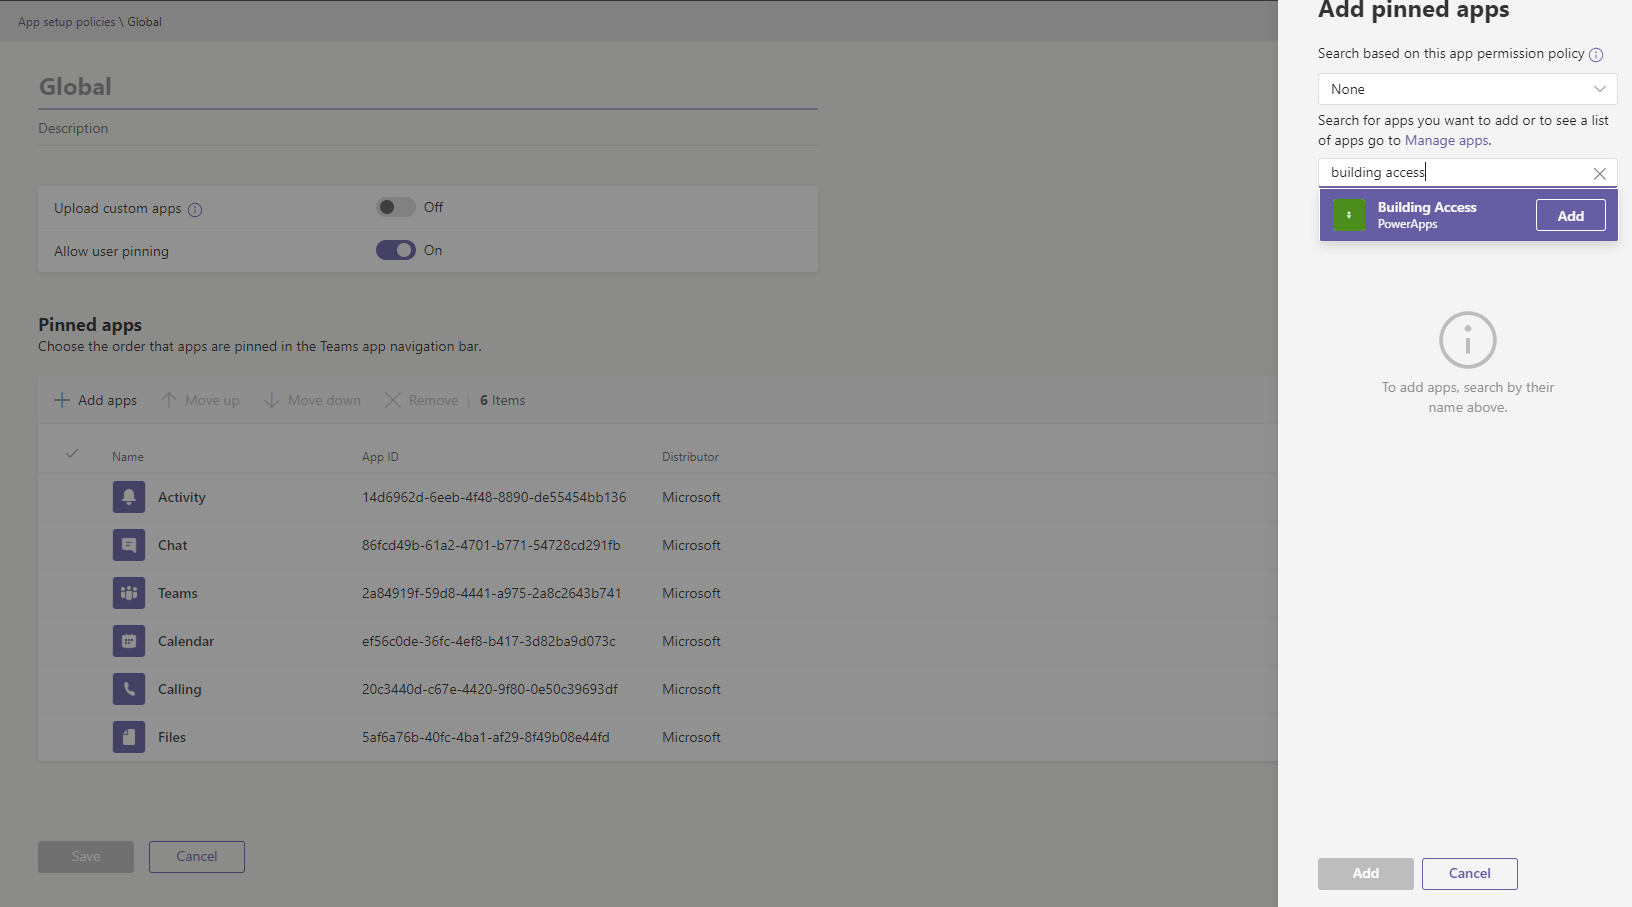 App setup policies \ Global
Global
Description
Upload custom apps Off
Allow user pinning On
Pinned apps
Choose the order that apps are pinned in the Teams app navigation bar.
Add apps Move up Move down Remove | 6 Items
Name App ID Distributor
Activity 14d6962d-6eeb-4f48-8890-de55454bb136 Microsoft
Chat 86fcd49b-61a2-4701-b771-54728cd291fb Microsoft
Teams 2a84919f-59d8-4441-a975-2a8c2643b741 Microsoft
Calendar ef56c0de-36fc-4ef8-b417-3d82ba9d073c Microsoft
Calling 20c3440d-c67e-4420-9f80-0e50c39693df Microsoft
Files 5af6a76b-40fc-4ba1-af29-8f49b08e44fd Microsoft
Save Cancel
Add pinned apps
Search based on this app permission policy
None
Search for apps you want to add or to see a list
of apps go to Manage apps.
building access
Building Access
PowerApps
Add
To add apps, search by their
name above.
Add Cancel